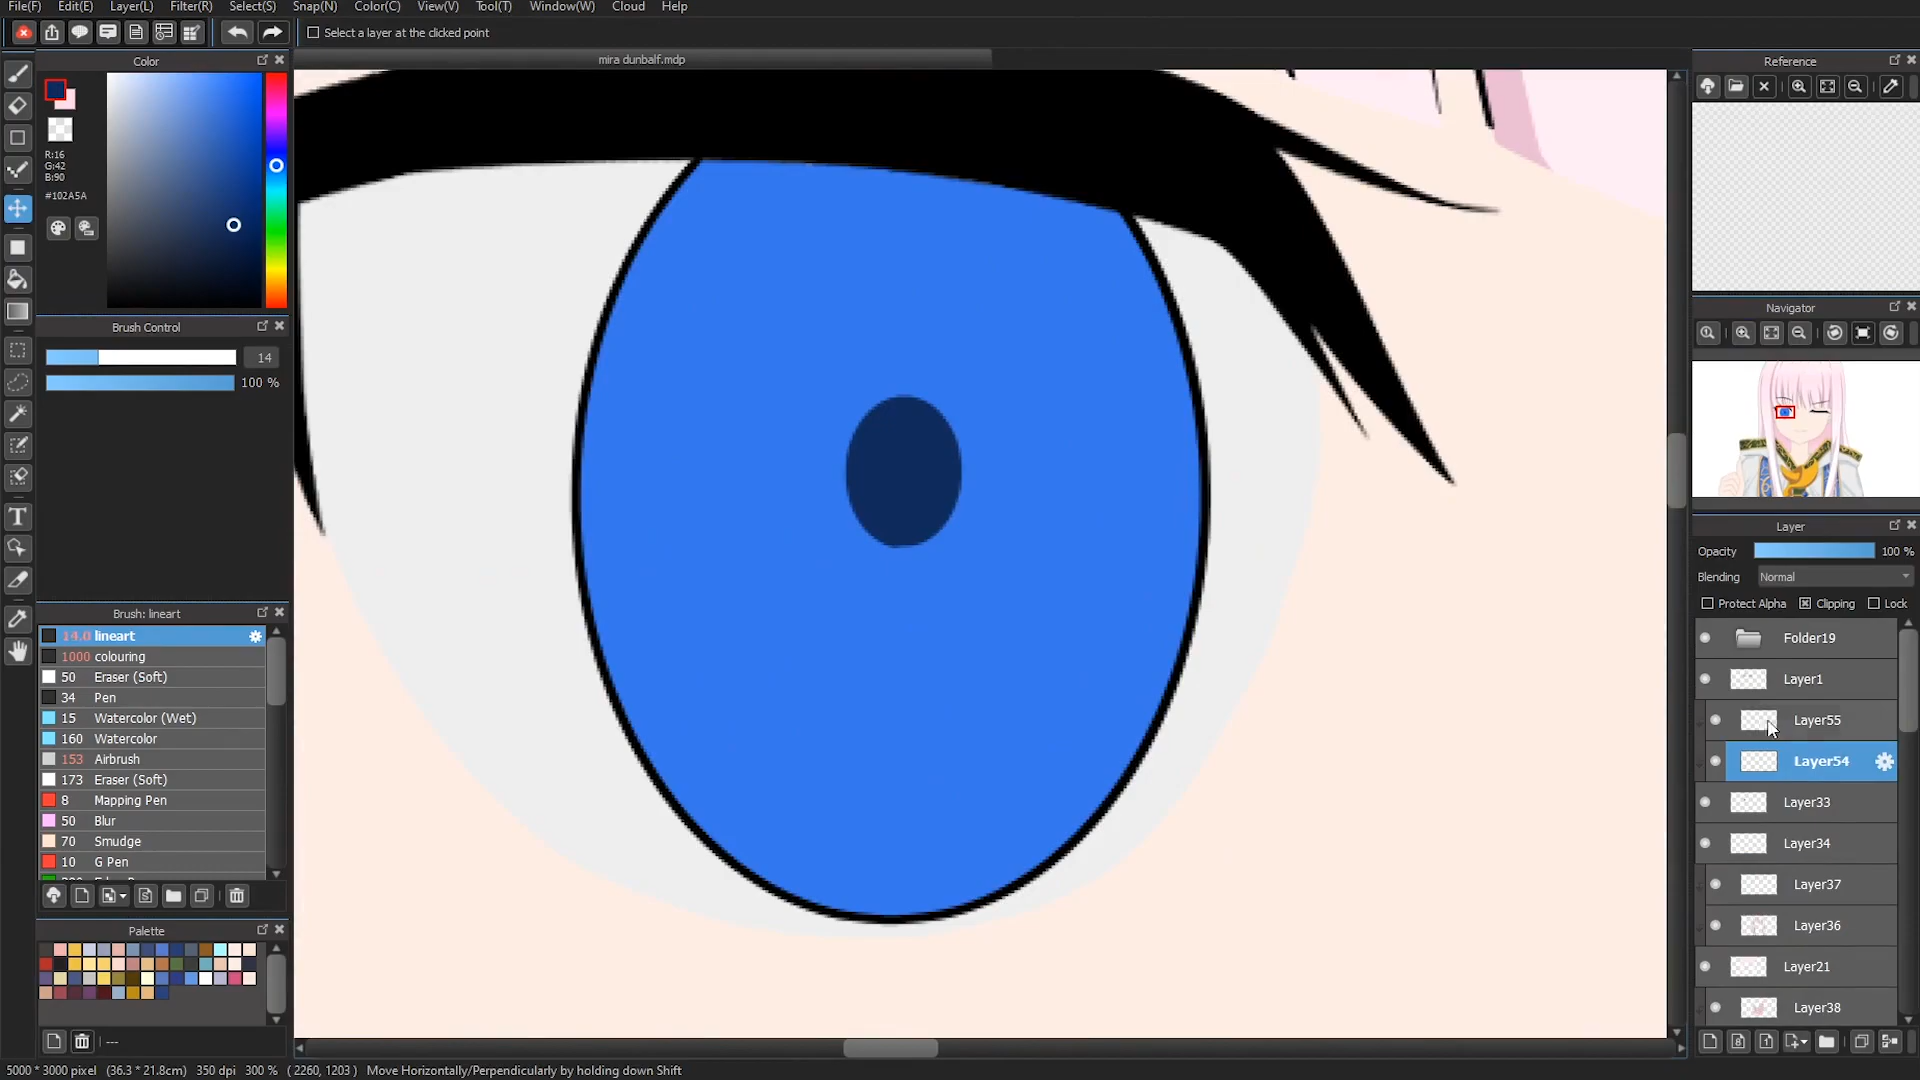 File(F) Edit(E) Layer(L) Filter(R) Select(S) Snap(N) Color(C) View(V) Tool(T) Window(W) Cloud Help
Select a layer at the clicked point
mira dunbalf.mdp
Color
R:16
G:42
B:90
#102A5A
Brush Control
14
100 %
Brush: lineart
14.0 lineart
1000 colouring
50 Eraser (Soft)
34 Pen
15 Watercolor (Wet)
160 Watercolor
153 Airbrush
173 Eraser (Soft)
8 Mapping Pen
50 Blur
70 Smudge
10 G Pen
Palette
---
Reference
Navigator
Layer
Opacity 100 %
Blending Normal
Protect Alpha Clipping Lock
Folder19
Layer1
Layer55
Layer54
Layer33
Layer34
Layer37
Layer36
Layer21
Layer38
5000 * 3000 pixel (36.3 * 21.8cm) 350 dpi 300 % ( 2260, 1203 ) Move Horizontally/Perpendicularly by holding down Shift